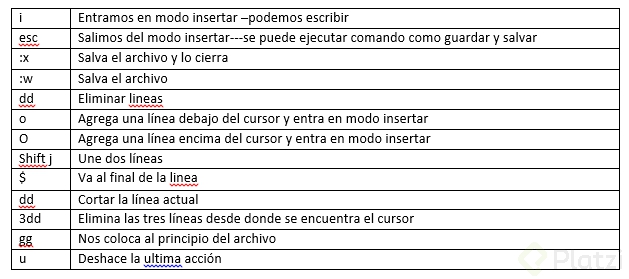 i Entramos en modo insertar –podemos escribir
esc Salimos del modo insertar---se puede ejecutar comando como guardar y salvar
:x Salva el archivo y lo cierra
:w Salva el archivo
dd Eliminar lineas
o Agrega una línea debajo del cursor y entra en modo insertar
O Agrega una línea encima del cursor y entra en modo insertar
Shift j Une dos líneas
$ Va al final de la linea
dd Cortar la línea actual
3dd Elimina las tres líneas desde donde se encuentra el cursor
gg Nos coloca al principio del archivo
u Deshace la ultima acción
Platzi